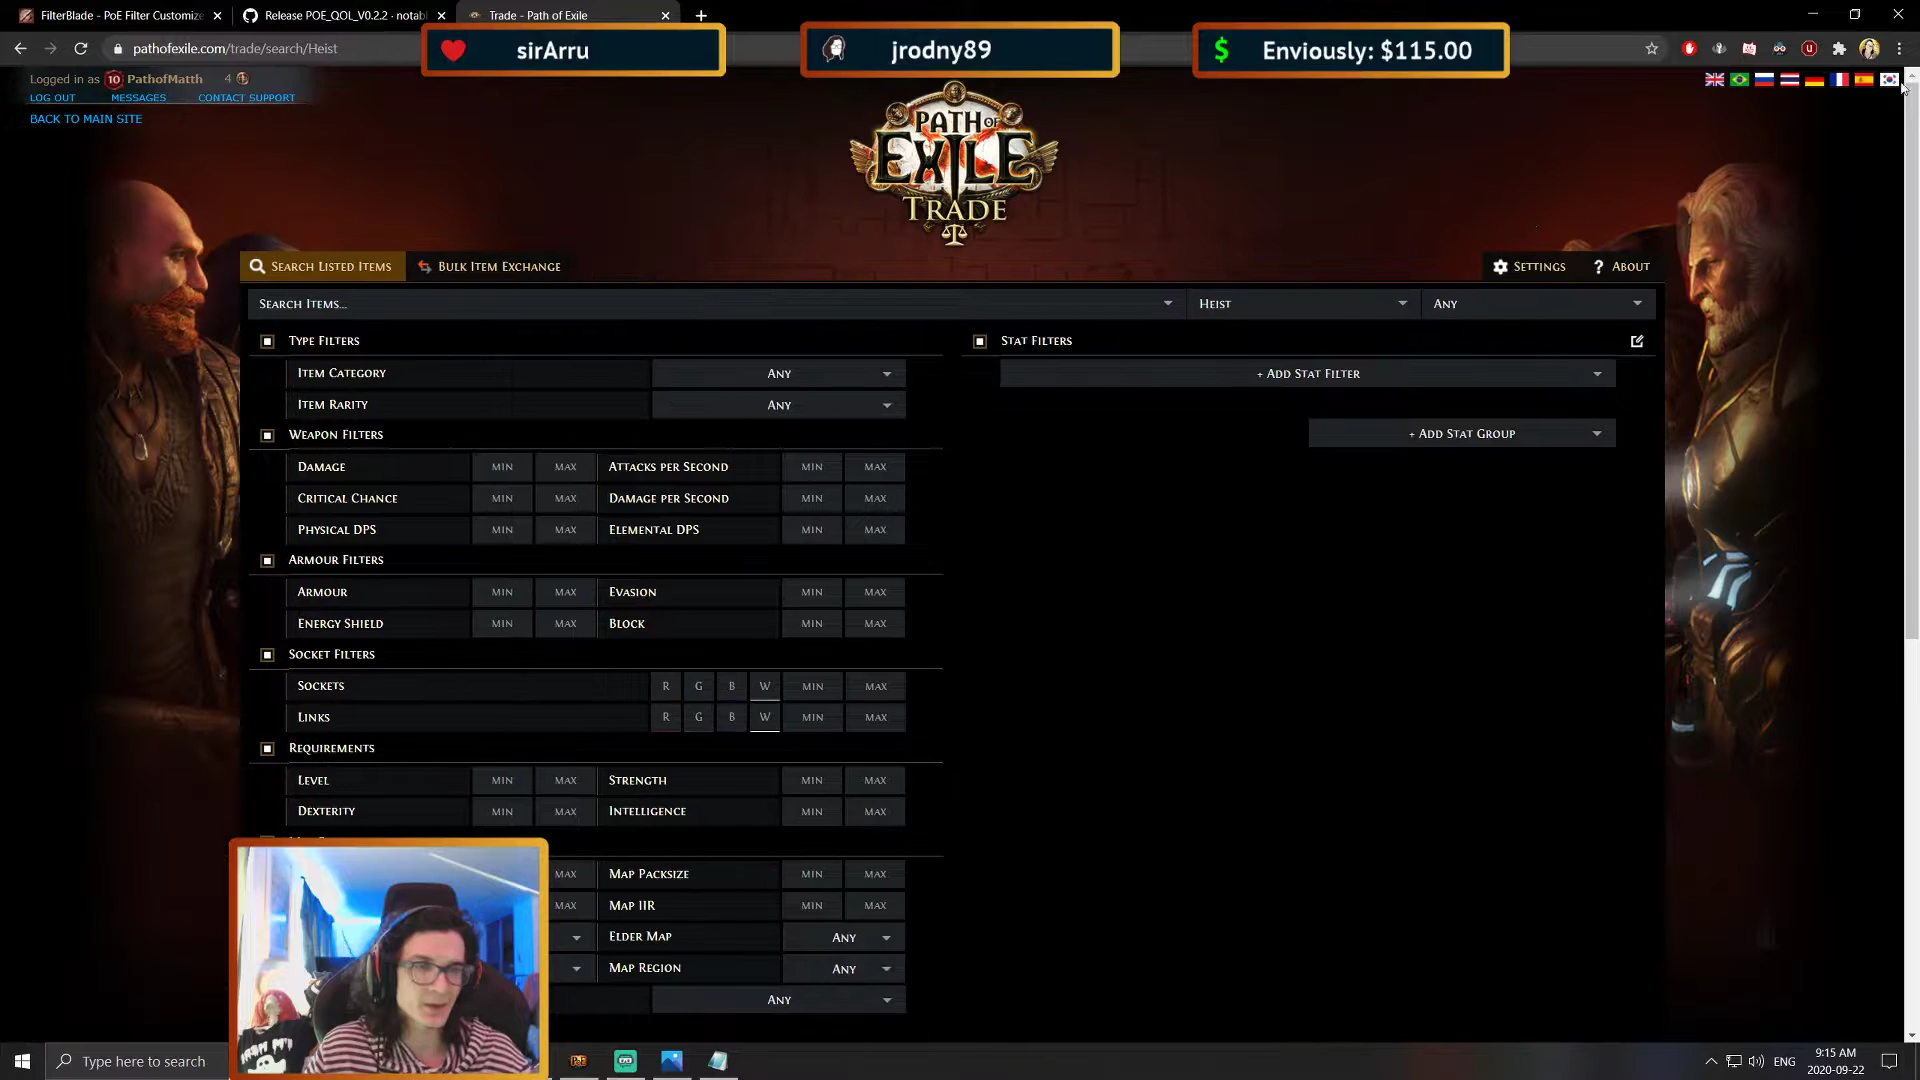 FilterBlade - PoE Filter Customize
Release POE_QOL_V0.2.2 · notab
Trade - Path of Exile
pathofexile.com/trade/search/Heist
sirArru
jrodny89
$ Enviously: $115.00
Logged in as 10 PathofMatth 4
LOG OUT MESSAGES CONTACT SUPPORT
BACK TO MAIN SITE
PATH OF
EXILE
TRADE
Search Listed Items
Bulk Item Exchange
Settings
? About
Search Items...
Heist
Any
Type Filters
Item Category Any
Item Rarity Any
Weapon Filters
Damage MIN MAX Attacks per Second MIN MAX
Critical Chance MIN MAX Damage per Second MIN MAX
Physical DPS MIN MAX Elemental DPS MIN MAX
Armour Filters
Armour MIN MAX Evasion MIN MAX
Energy Shield MIN MAX Block MIN MAX
Socket Filters
Sockets R G B W MIN MAX
Links R G B W MIN MAX
Requirements
Level MIN MAX Strength MIN MAX
Dexterity MIN MAX Intelligence MIN MAX
MAX Map Packsize MIN MAX
MAX Map IIR MIN MAX
Elder Map Any
Map Region Any
Any
Stat Filters
+ Add Stat Filter
+ Add Stat Group
Type here to search
PoE
ENG
9:15 AM
2020-09-22